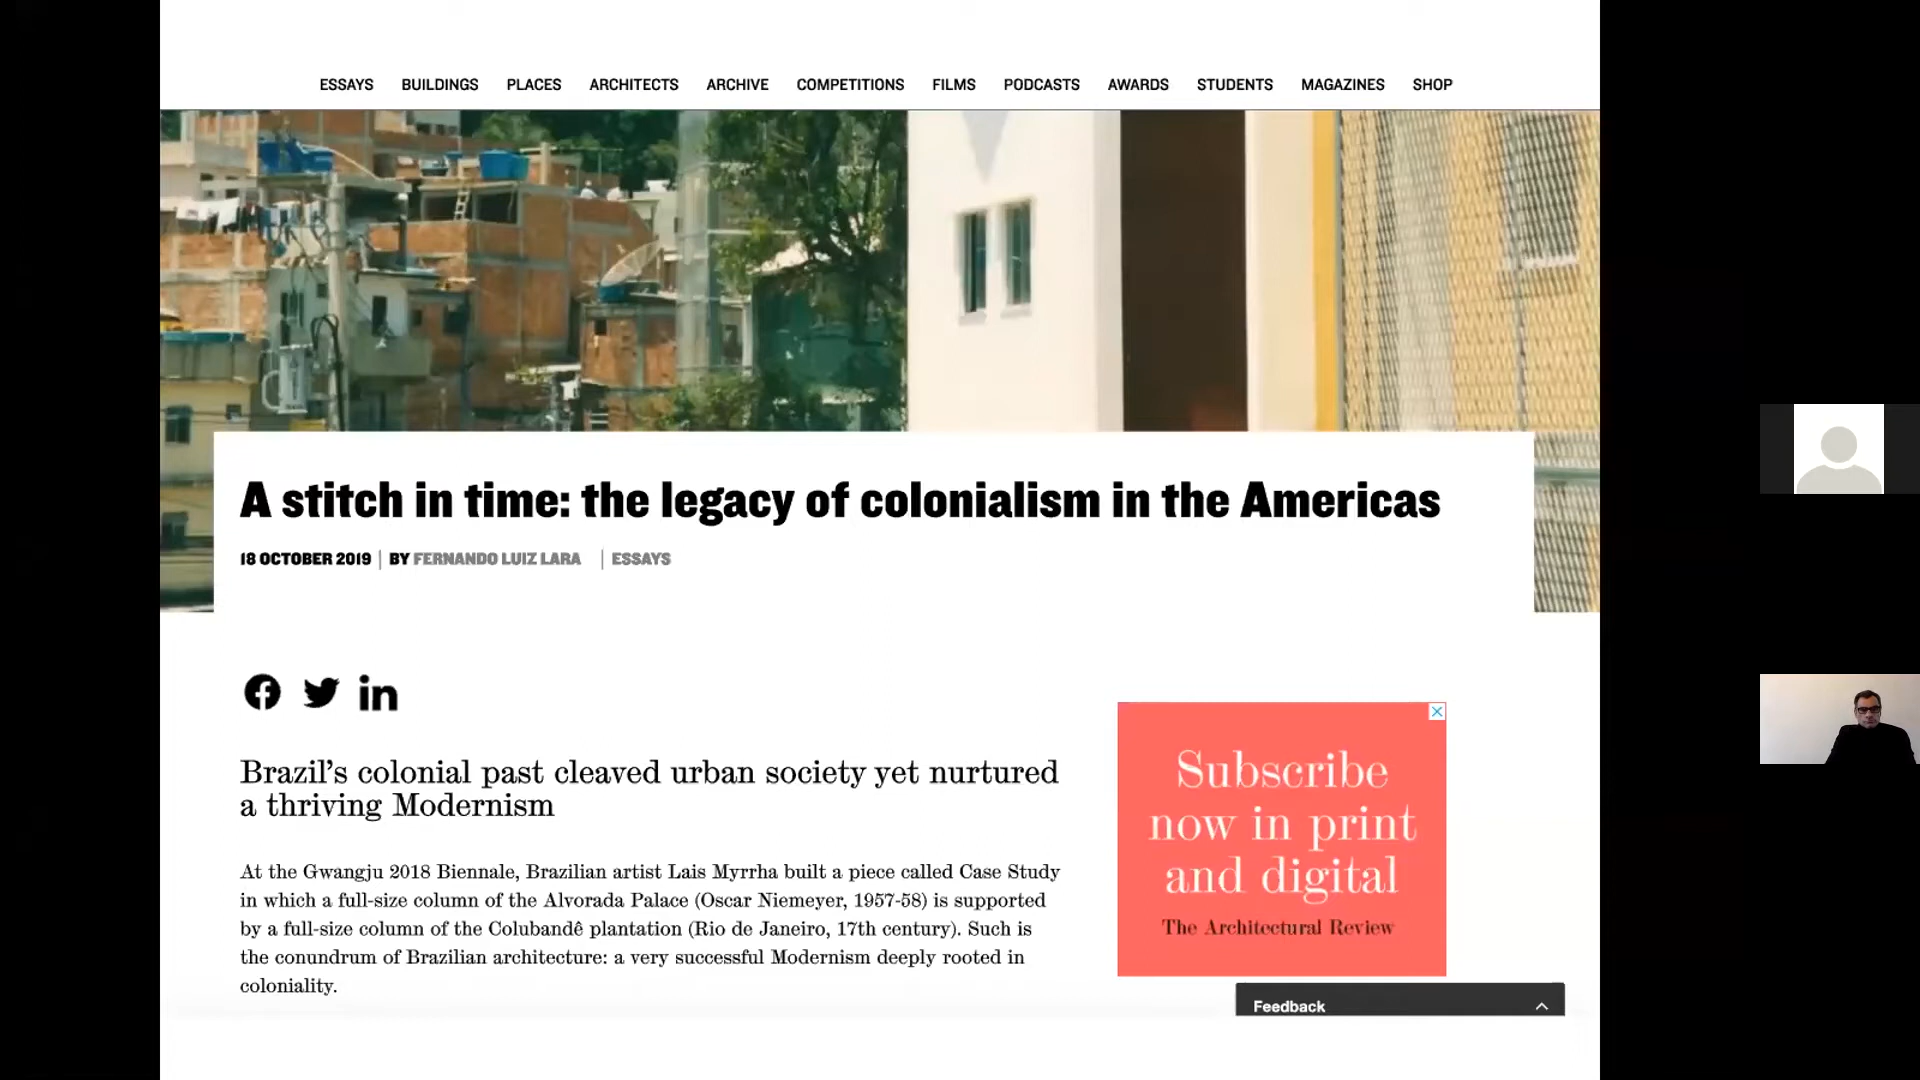 ESSAYS BUILDINGS PLACES ARCHITECTS ARCHIVE COMPETITIONS FILMS PODCASTS AWARDS STUDENTS MAGAZINES SHOP
A stitch in time: the legacy of colonialism in the Americas
18 OCTOBER 2019 | BY FERNANDO LUIZ LARA | ESSAYS
Brazil's colonial past cleaved urban society yet nurtured
a thriving Modernism
At the Gwangju 2018 Biennale, Brazilian artist Lais Myrrha built a piece called Case Study
in which a full-size column of the Alvorada Palace (Oscar Niemeyer, 1957-58) is supported
by a full-size column of the Colubandê plantation (Rio de Janeiro, 17th century). Such is
the conundrum of Brazilian architecture: a very successful Modernism deeply rooted in
coloniality.
Subscribe
now in print
and digital
The Architectural Review
Feedback